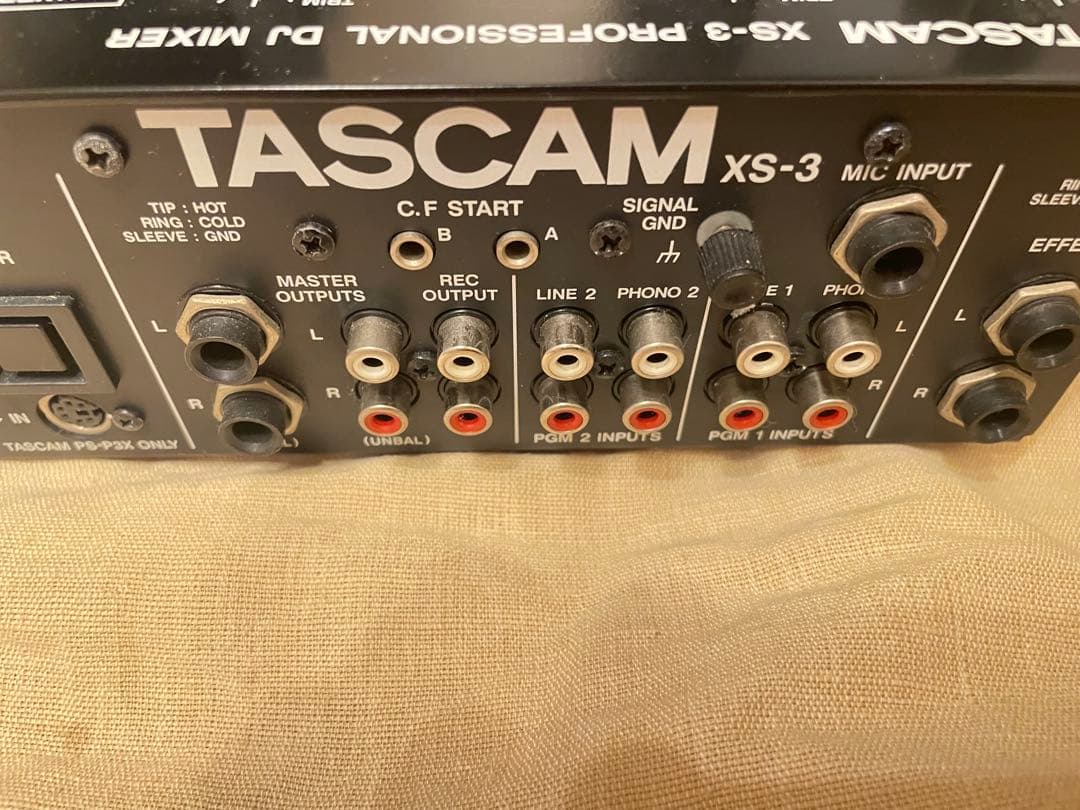 TASCAM XS-3 PROFESSIONAL DJ MIXER
TASCAM XS-3
MIC INPUT
TIP : HOT
RING : COLD
SLEEVE : GND
C.F START
B
A
SIGNAL
GND
MASTER
OUTPUTS
REC
OUTPUT
LINE 2
PHONO 2
1
L
L
L
L
R
R
R
R
IN
TASCAM PS-P3X ONLY
(UNBAL)
PGM 2 INPUTS
PGM 1 INPUTS